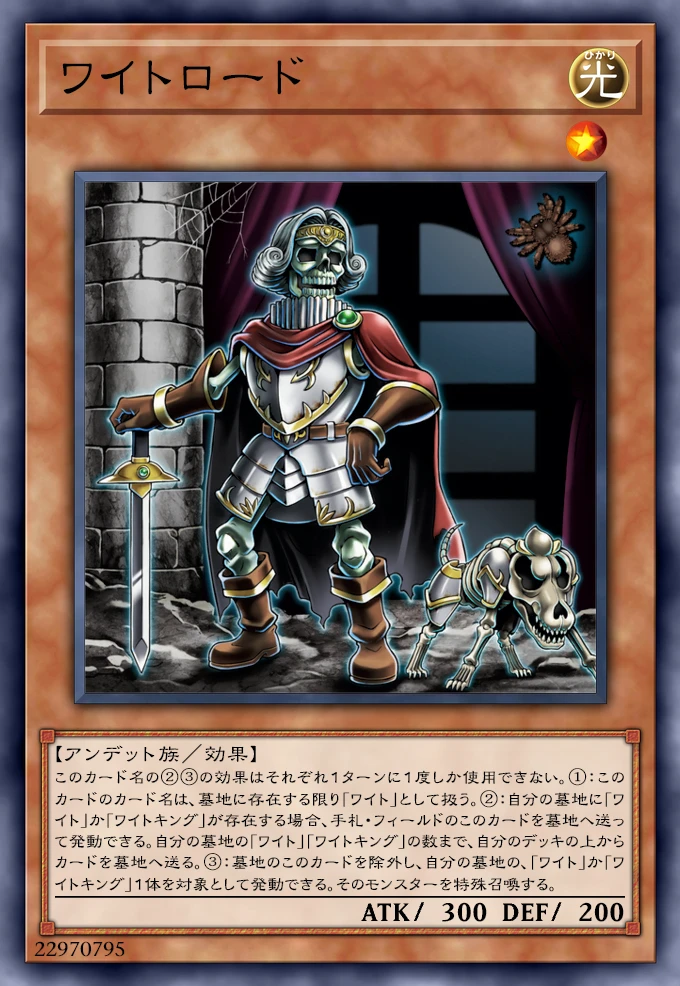 ワイトロード
ひかり
光
【アンデット族／効果】
このカード名の②③の効果はそれぞれ1ターンに1度しか使用できない。①：この
カードのカード名は、墓地に存在する限り「ワイト」として扱う。②：自分の墓地に「ワ
イト」か「ワイトキング」が存在する場合、手札・フィールドのこのカードを墓地へ送っ
て発動できる。自分の墓地の「ワイト」「ワイトキング」の数まで、自分のデッキの上から
カードを墓地へ送る。③：墓地のこのカードを除外し、自分の墓地の、「ワイト」か「ワ
イトキング」1体を対象として発動できる。そのモンスターを特殊召喚する。
ATK/ 300 DEF/ 200
22970795